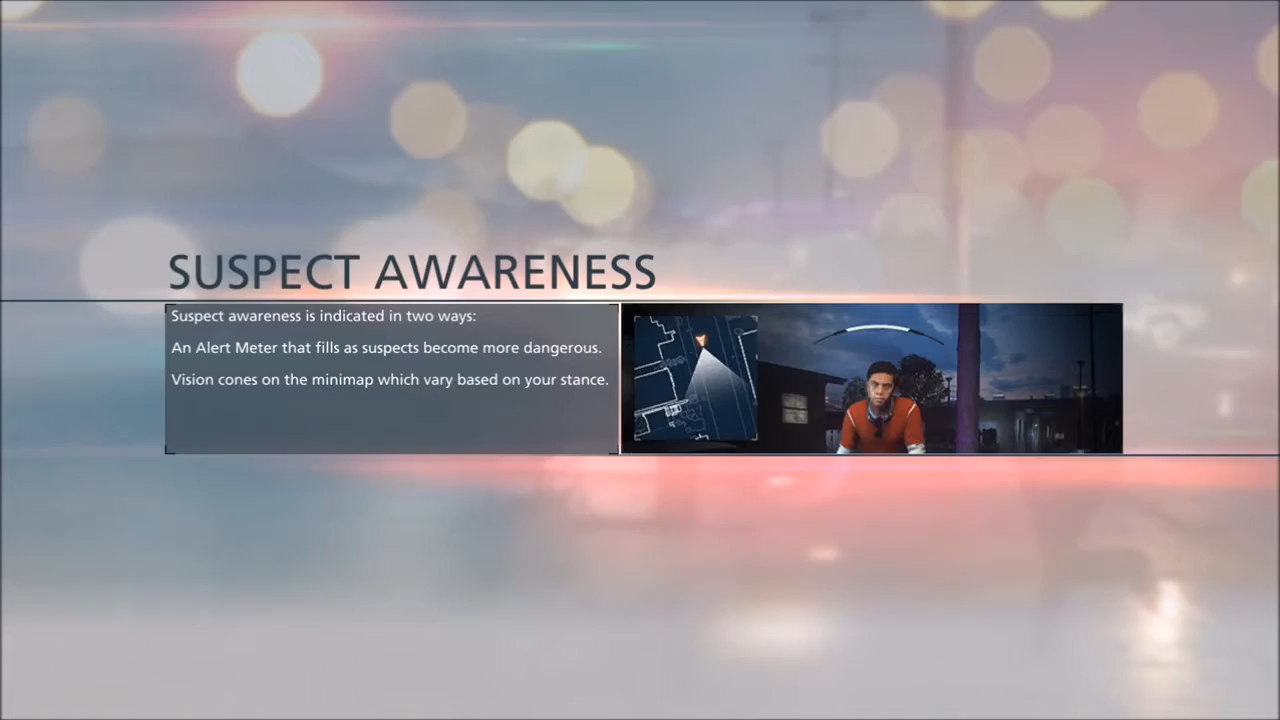 SUSPECT AWARENESS
Suspect awareness is indicated in two ways:
An Alert Meter that fills as suspects become more dangerous.
Vision cones on the minimap which vary based on your stance.